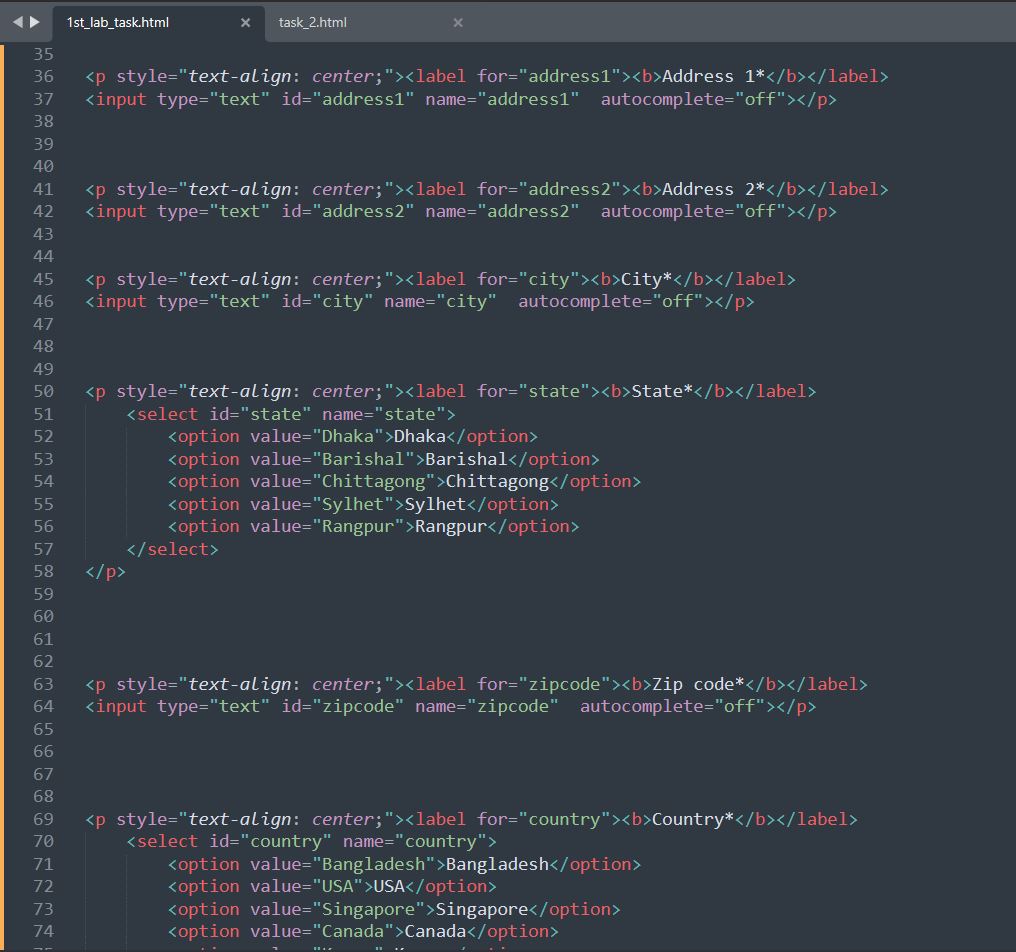 1st_lab_task.html × task_2.html ×
35
36 <p style="text-align: center;"><label for="address1"><b>Address 1*</b></label>
37 <input type="text" id="address1" name="address1"  autocomplete="off"></p>
38
39
40
41 <p style="text-align: center;"><label for="address2"><b>Address 2*</b></label>
42 <input type="text" id="address2" name="address2"  autocomplete="off"></p>
43
44
45 <p style="text-align: center;"><label for="city"><b>City*</b></label>
46 <input type="text" id="city" name="city"  autocomplete="off"></p>
47
48
49
50 <p style="text-align: center;"><label for="state"><b>State*</b></label>
51     <select id="state" name="state">
52         <option value="Dhaka">Dhaka</option>
53         <option value="Barishal">Barishal</option>
54         <option value="Chittagong">Chittagong</option>
55         <option value="Sylhet">Sylhet</option>
56         <option value="Rangpur">Rangpur</option>
57     </select>
58 </p>
59
60
61
62
63 <p style="text-align: center;"><label for="zipcode"><b>Zip code*</b></label>
64 <input type="text" id="zipcode" name="zipcode"  autocomplete="off"></p>
65
66
67
68
69 <p style="text-align: center;"><label for="country"><b>Country*</b></label>
70     <select id="country" name="country">
71         <option value="Bangladesh">Bangladesh</option>
72         <option value="USA">USA</option>
73         <option value="Singapore">Singapore</option>
74         <option value="Canada">Canada</option>